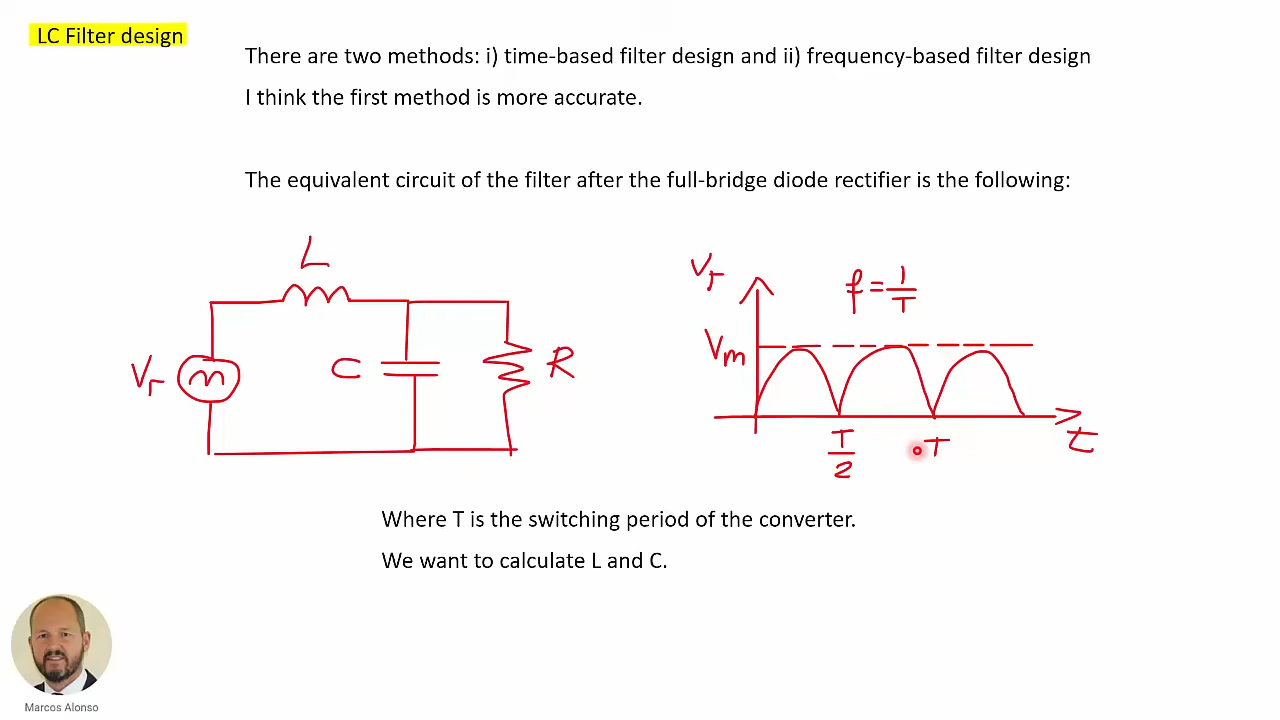 LC Filter design
There are two methods: i) time-based filter design and ii) frequency-based filter design
I think the first method is more accurate.
The equivalent circuit of the filter after the full-bridge diode rectifier is the following:
L
Vr
C
R
Vr
f = 1/T
Vm
T/2
T
t
Where T is the switching period of the converter.
We want to calculate L and C.
Marcos Alonso